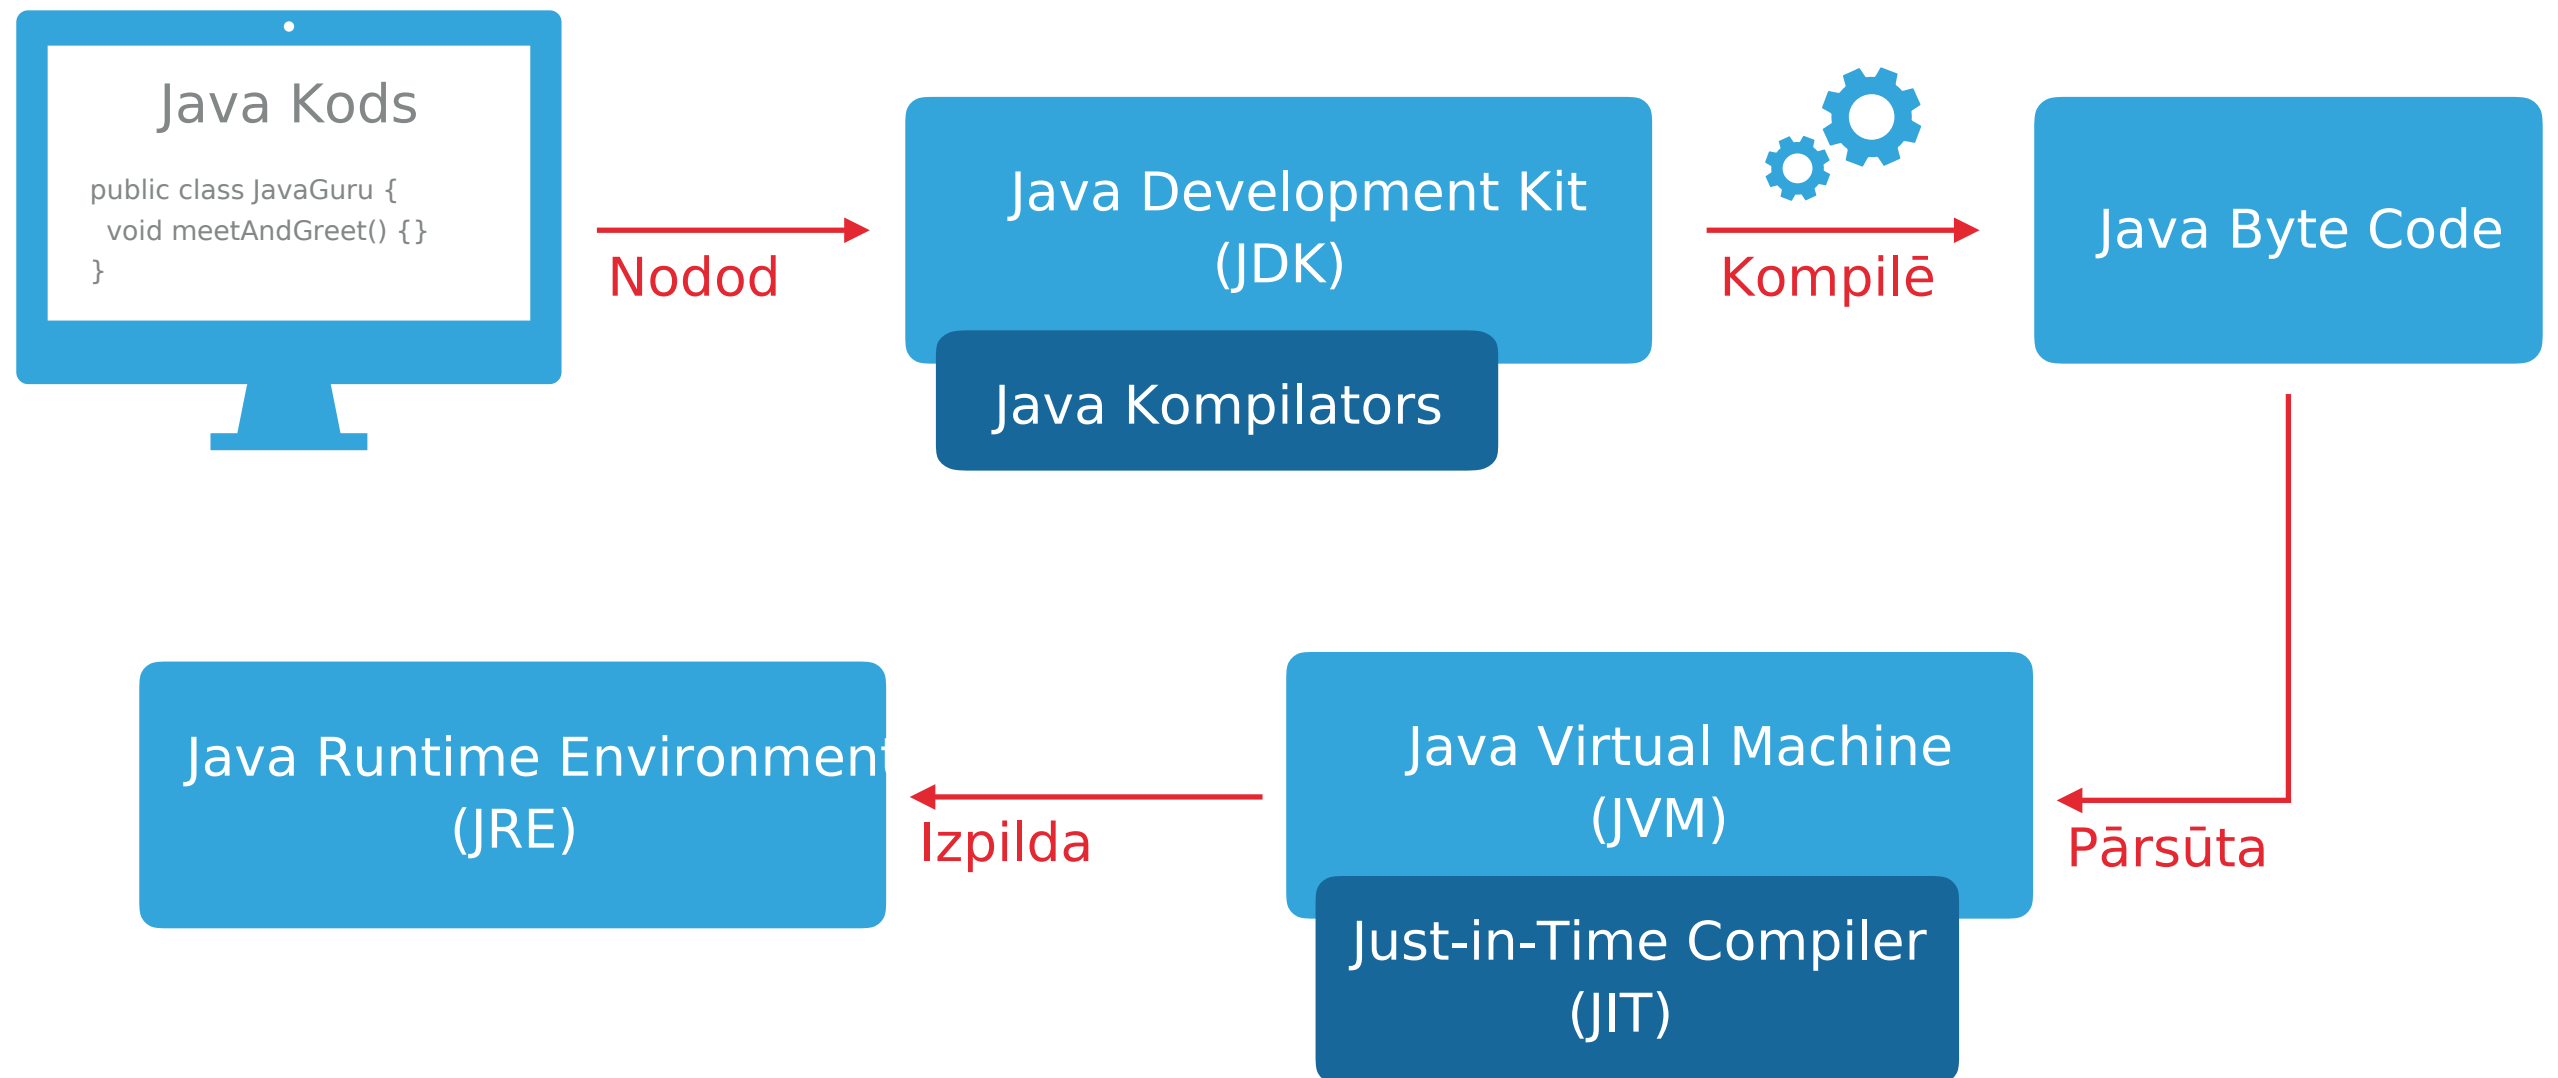 Java Kods
public class JavaGuru {
void meetAndGreet() {}
}
Nodod
Java Development Kit
(JDK)
Java Kompilators
Kompilē
Java Byte Code
Pārsūta
Java Virtual Machine
(JVM)
Just-in-Time Compiler
(JIT)
Izpilda
Java Runtime Environment
(JRE)